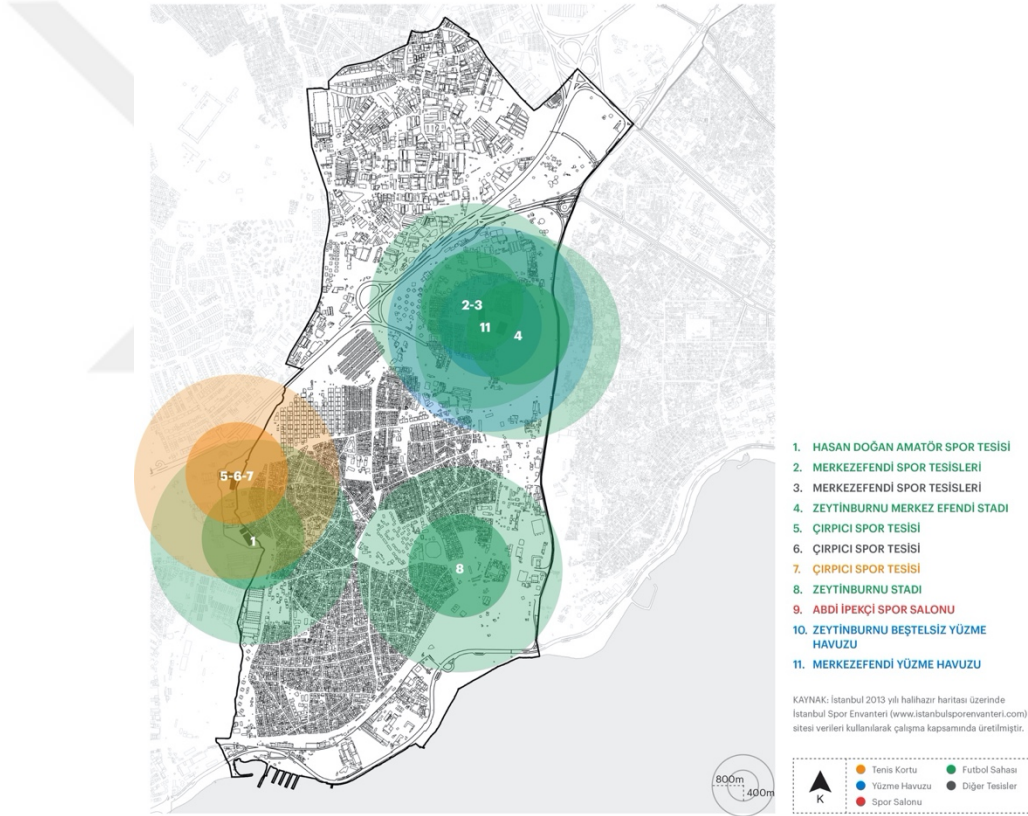 2-3
11
4
5-6-7
1
8
1. HASAN DOĞAN AMATÖR SPOR TESİSİ
2. MERKEZEFENDİ SPOR TESİSLERİ
3. MERKEZEFENDİ SPOR TESİSLERİ
4. ZEYTİNBURNU MERKEZ EFENDİ STADI
5. ÇIRPICI SPOR TESİSİ
6. ÇIRPICI SPOR TESİSİ
7. ÇIRPICI SPOR TESİSİ
8. ZEYTİNBURNU STADI
9. ABDİ İPEKÇİ SPOR SALONU
10. ZEYTİNBURNU BEŞTELSİZ YÜZME
HAVUZU
11. MERKEZEFENDİ YÜZME HAVUZU
KAYNAK: İstanbul 2013 yılı halihazır haritası üzerinde
İstanbul Spor Envanteri (www.istanbulsporenvanteri.com)
sitesi verileri kullanılarak çalışma kapsamında üretilmiştir.
800m
400m
K
Tenis Kortu
Yüzme Havuzu
Spor Salonu
Futbol Sahası
Diğer Tesisler